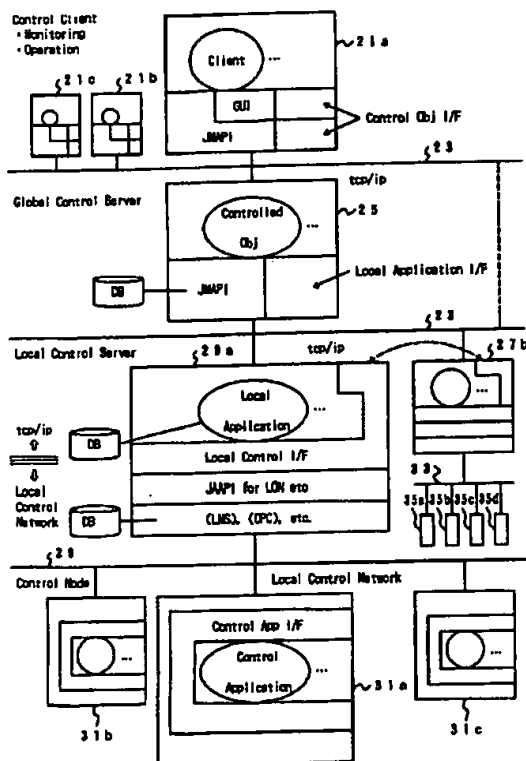 Control Client
・Monitoring
・Operation
21a
21c
21b
Client
...
GUI
JMAPI
Control Obj I/F
23
tcp/ip
Global Control Server
25
Controlled
Obj
...
Local Application I/F
DB
JMAPI
23
Local Control Server
29a
tcp/ip
27b
Local
Application
...
...
DB
tcp/ip
Local Control I/F
33
Local
Control
Network
JAAPI for LON etc
35a
35b
35c
35d
DB
(LNS), (OPC), etc.
29
Control Node
Local Control Network
Control App I/F
...
Control
Application
...
...
31a
31b
31c